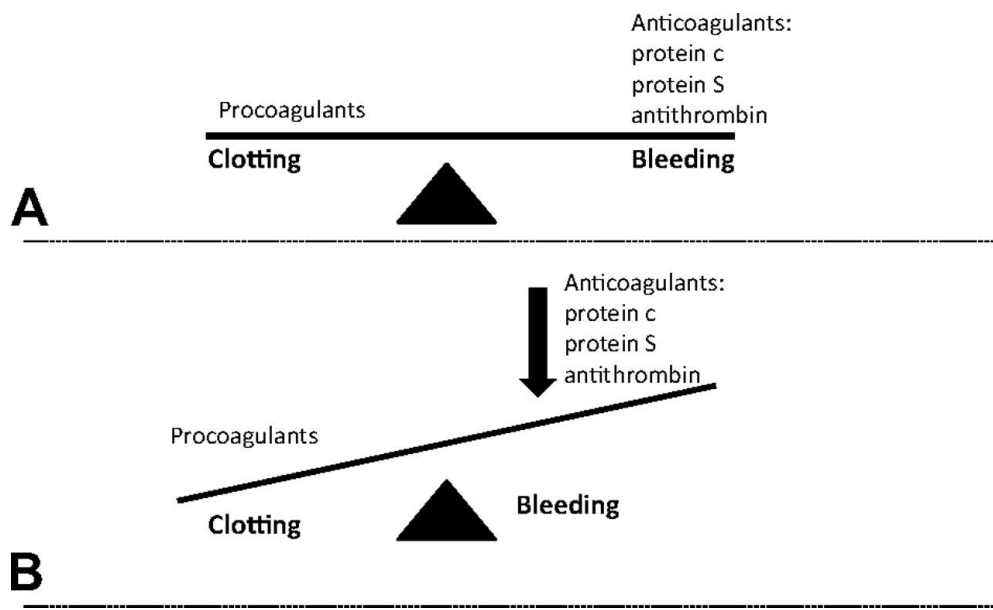 Anticoagulants:
protein c
protein S
antithrombin
Procoagulants
Clotting
Bleeding
A
Anticoagulants:
protein c
protein S
antithrombin
Procoagulants
Clotting
Bleeding
B